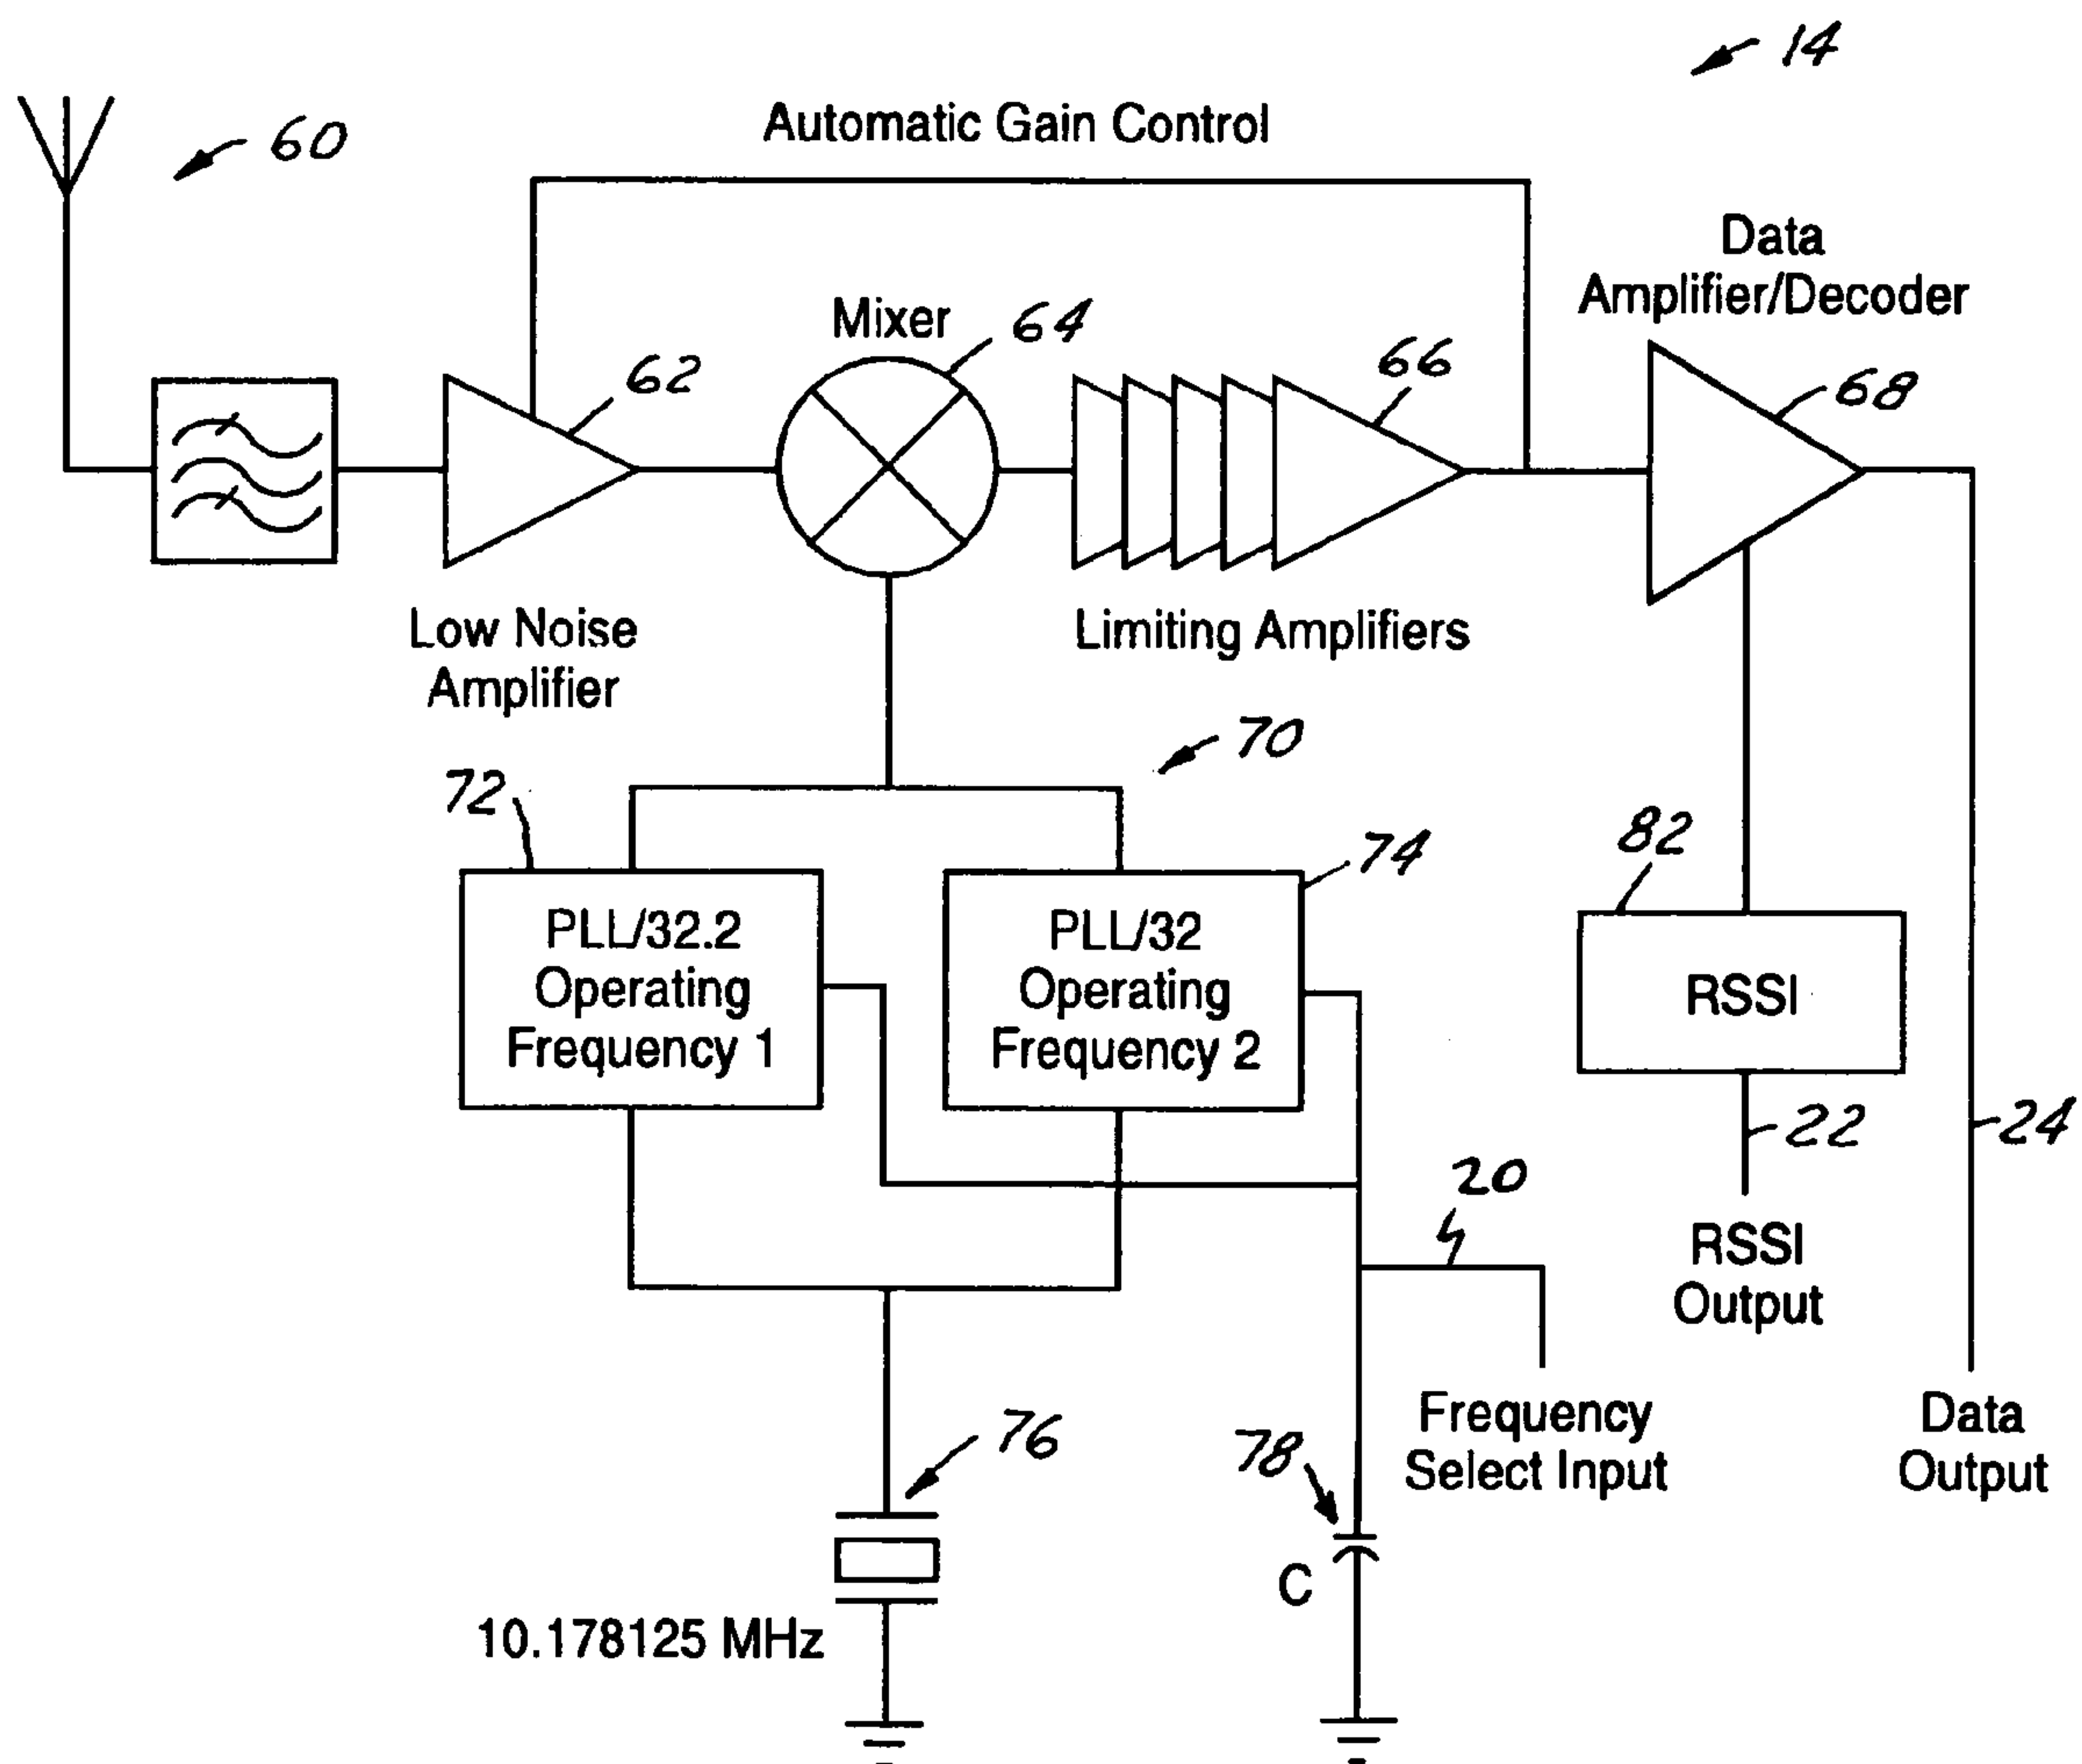 14
60
Automatic Gain Control
Data
Amplifier/Decoder
Mixer
64
62
66
68
Low Noise
Amplifier
Limiting Amplifiers
70
72
74
82
PLL/32.2
Operating
Frequency 1
PLL/32
Operating
Frequency 2
RSSI
22
24
20
RSSI
Output
Frequency
Select Input
Data
Output
76
78
C
10.178125 MHz